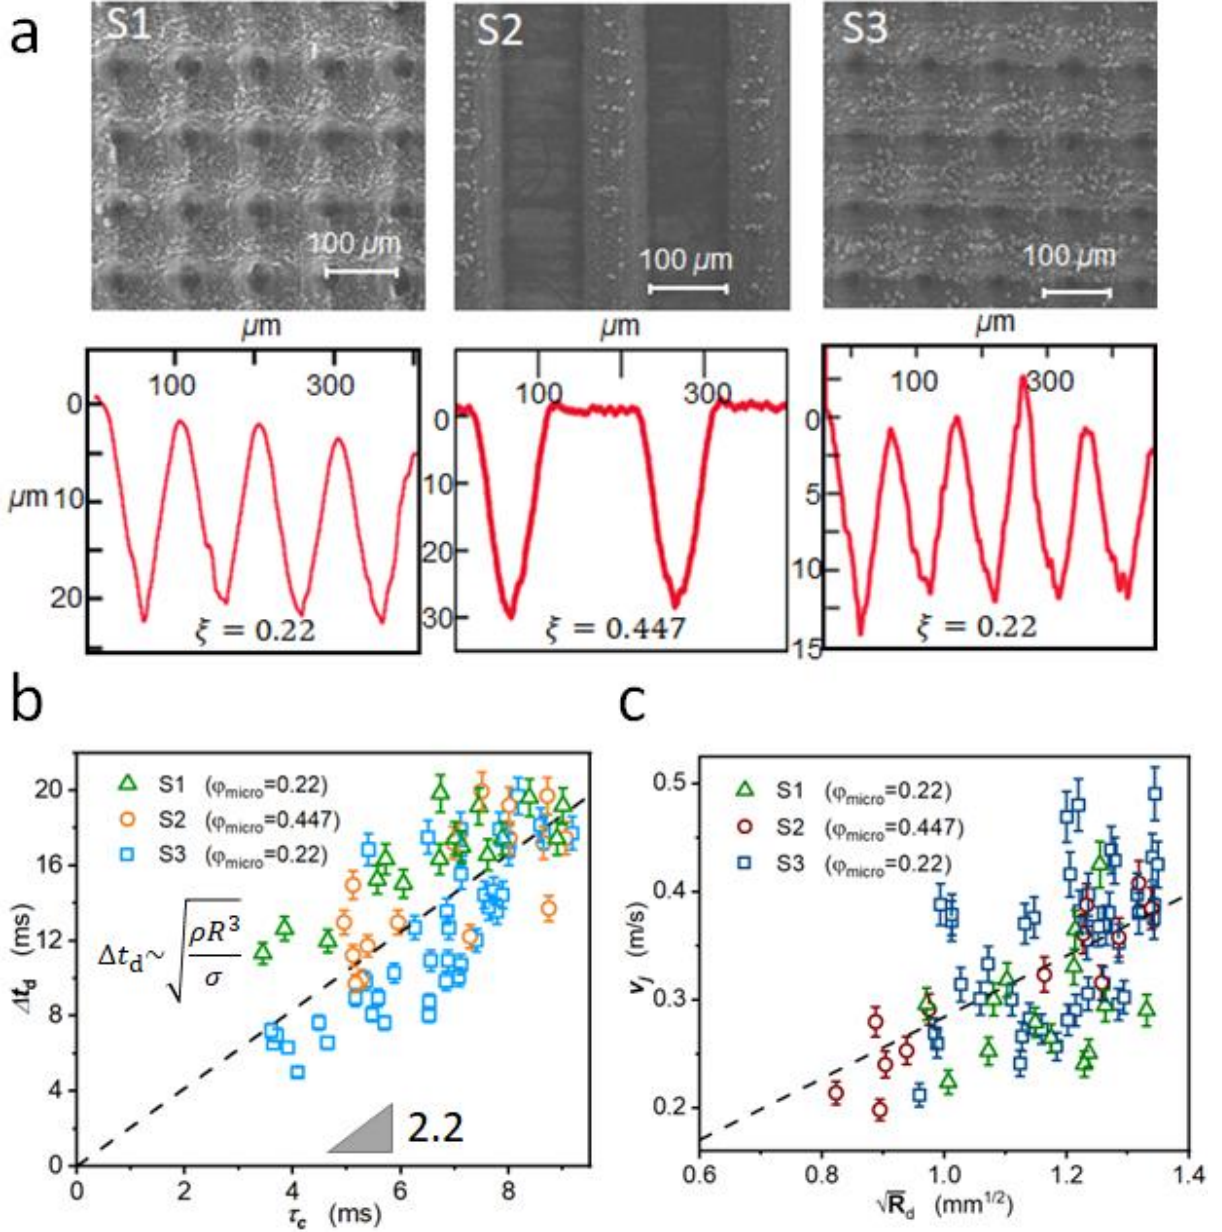 a
S1
S2
S3
100 µm
100 µm
100 µm
µm
µm
µm
100
300
100
300
100
300
0
µm 10
20
0
10
20
30
0
5
10
15
ξ = 0.22
ξ = 0.447
ξ = 0.22
b
c
S1 (φmicro=0.22)
S2 (φmicro=0.447)
S3 (φmicro=0.22)
Δtd~√(ρR³/σ)
2.2
20
16
12
8
4
0
Δtd (ms)
0 2 4 6 8
τc (ms)
S1 (φmicro=0.22)
S2 (φmicro=0.447)
S3 (φmicro=0.22)
0.5
0.4
0.3
0.2
vj (m/s)
0.6 0.8 1.0 1.2 1.4
√Rd (mm1/2)